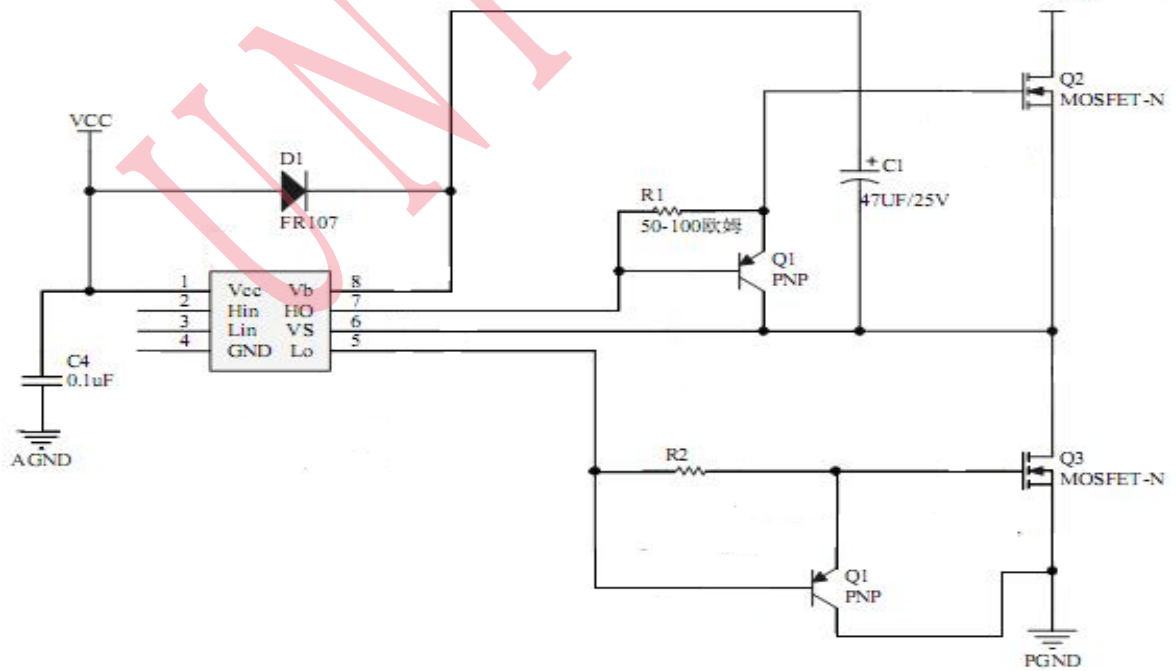 UNI
Q2
MOSFET-N
VCC
D1
FR107
C1
47UF/25V
R1
50-100欧姆
Q1
PNP
1 Vcc Vb 8
2 Hin HO 7
3 Lin VS 6
4 GND Lo 5
C4
0.1uF
AGND
R2
Q3
MOSFET-N
Q1
PNP
PGND